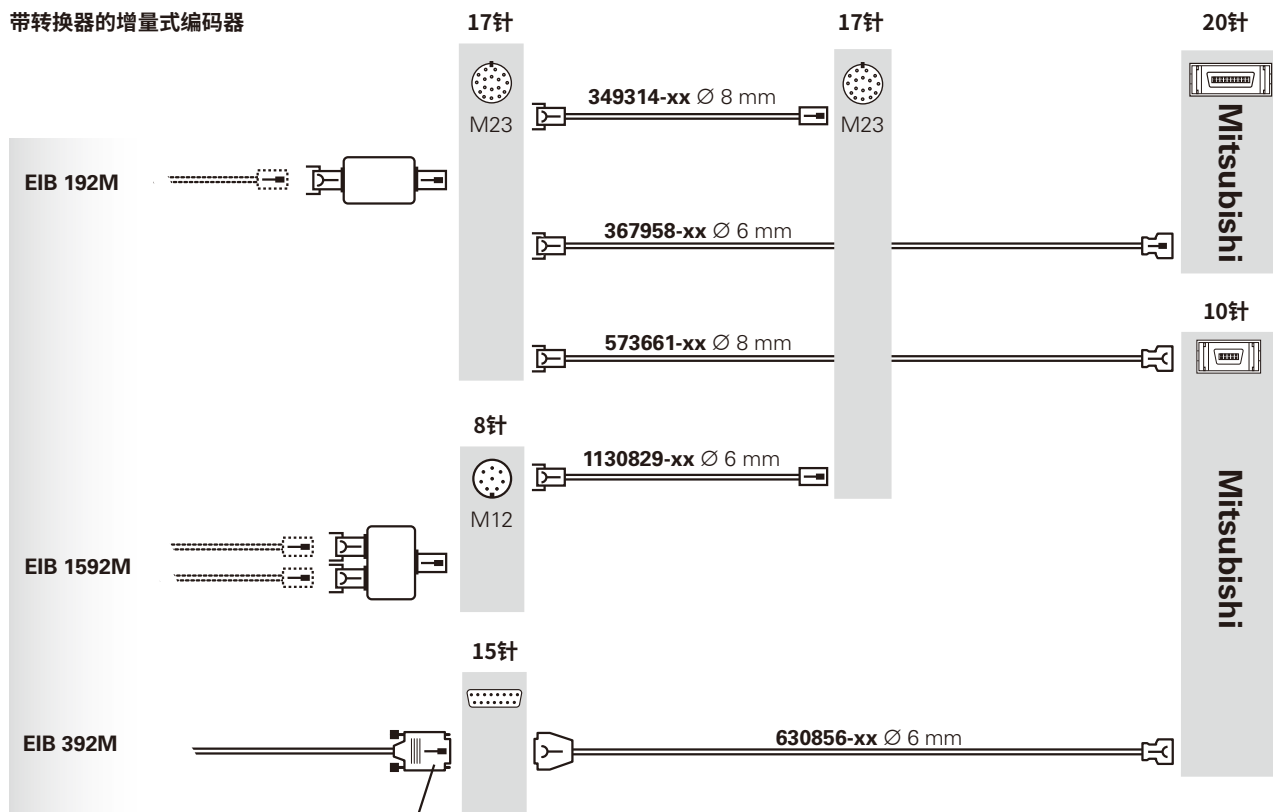 带转换器的增量式编码器
17针
17针
20针
M23
349314-xx Ø 8 mm
M23
Mitsubishi
EIB 192M
367958-xx Ø 6 mm
10针
573661-xx Ø 8 mm
8针
1130829-xx Ø 6 mm
M12
Mitsubishi
EIB 1592M
15针
EIB 392M
630856-xx Ø 6 mm